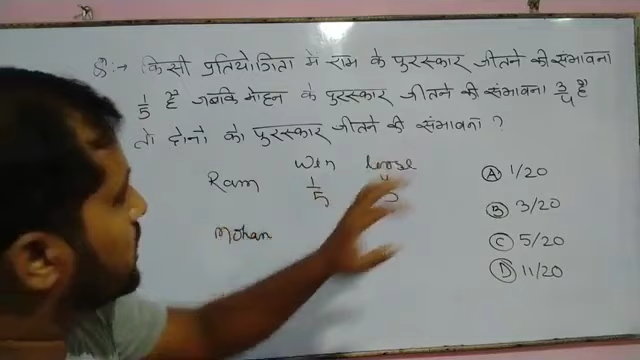 प्र:→ किसी प्रतियोगिता मे राम के पुरस्कार जीतने की संभावना
1/5 है जबकि मोहन के पुरस्कार जीतने की संभावना 3/4 है।
तो दोनो को पुरस्कार जीतने की संभावना ?
Win loose
Ram 1/5
Mohan
(A) 1/20
(B) 3/20
(C) 5/20
(D) 11/20